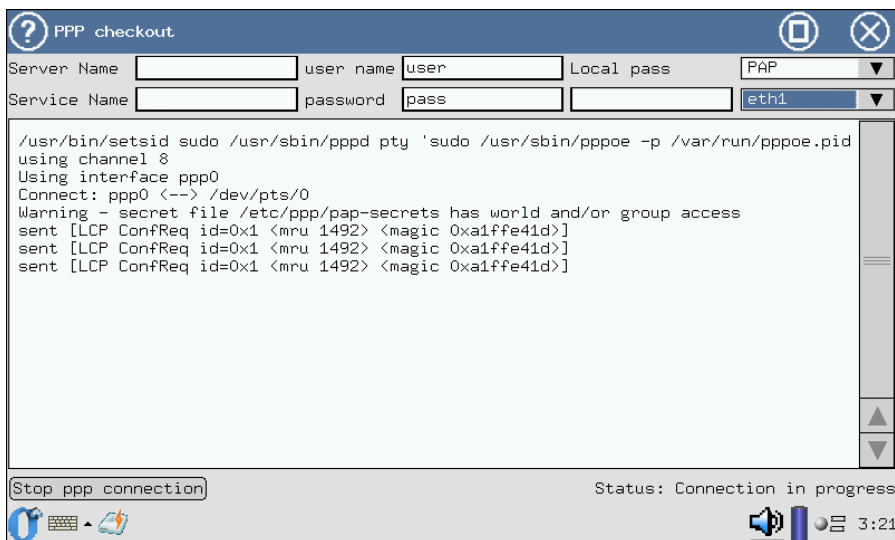 PPP checkout
Server Name user name user Local pass PAP
Service Name password pass eth1
/usr/bin/setsid sudo /usr/sbin/pppd pty 'sudo /usr/sbin/pppoe -p /var/run/pppoe.pid
using channel 8
Using interface ppp0
Connect: ppp0 <--> /dev/pts/0
Warning - secret file /etc/ppp/pap-secrets has world and/or group access
sent [LCP ConfReq id=0x1 <mru 1492> <magic 0xa1ffe41d>]
sent [LCP ConfReq id=0x1 <mru 1492> <magic 0xa1ffe41d>]
sent [LCP ConfReq id=0x1 <mru 1492> <magic 0xa1ffe41d>]
Stop ppp connection Status: Connection in progress
3:21